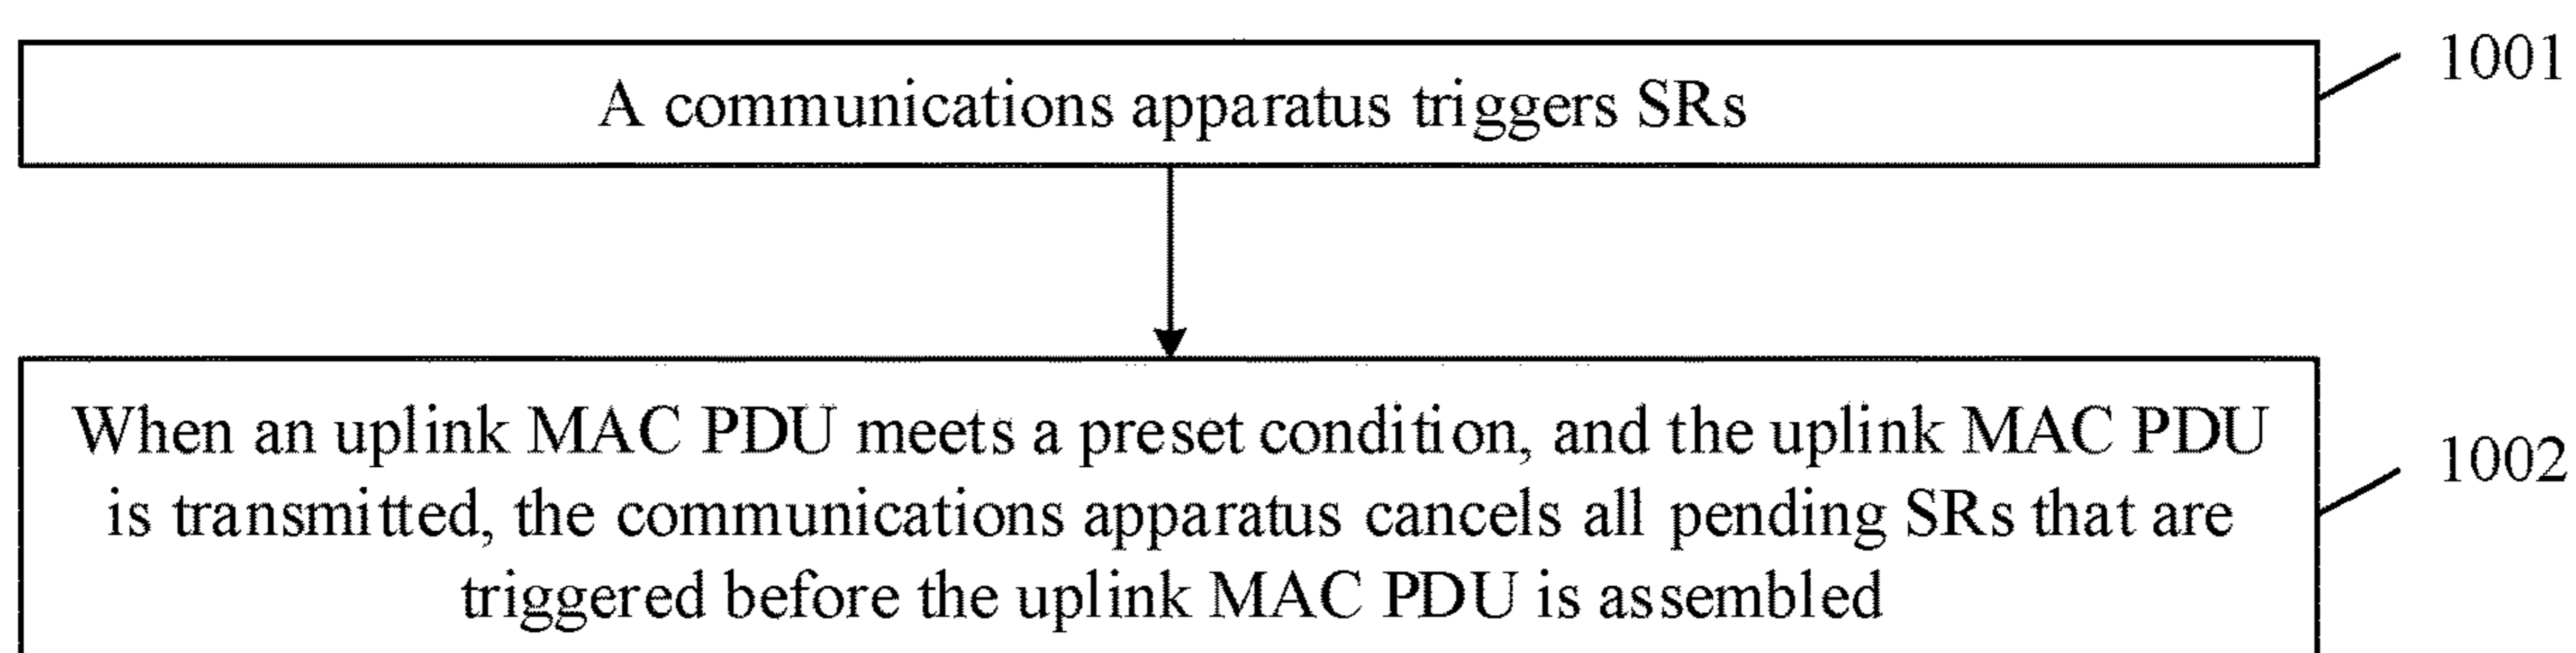 A communications apparatus triggers SRs
1001
When an uplink MAC PDU meets a preset condition, and the uplink MAC PDU
is transmitted, the communications apparatus cancels all pending SRs that are
triggered before the uplink MAC PDU is assembled
1002